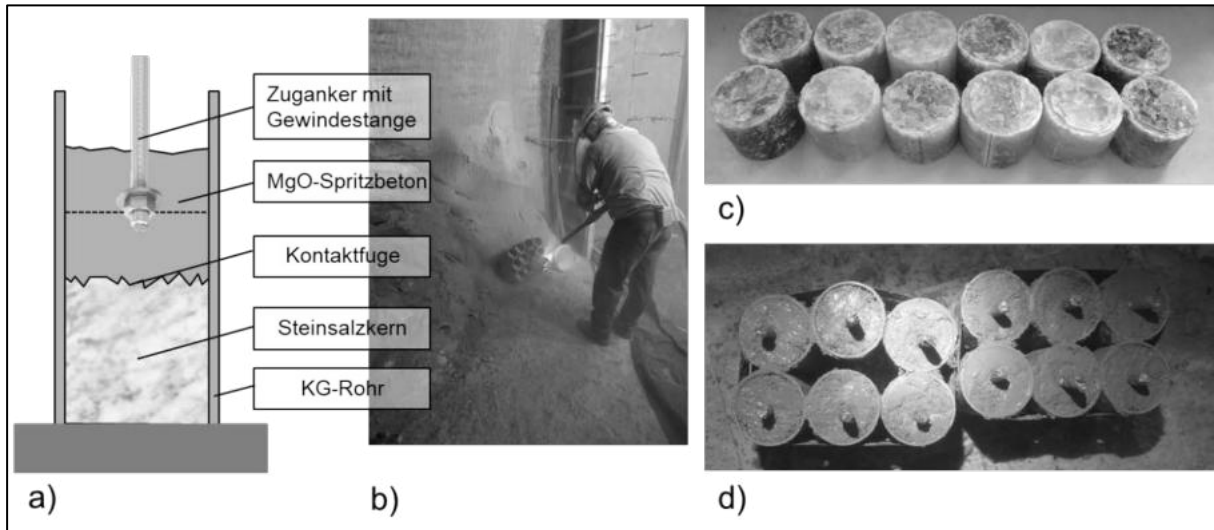 Zuganker mit
Gewindestange
MgO-Spritzbeton
Kontaktfuge
Steinsalzkern
KG-Rohr
a)
b)
c)
d)